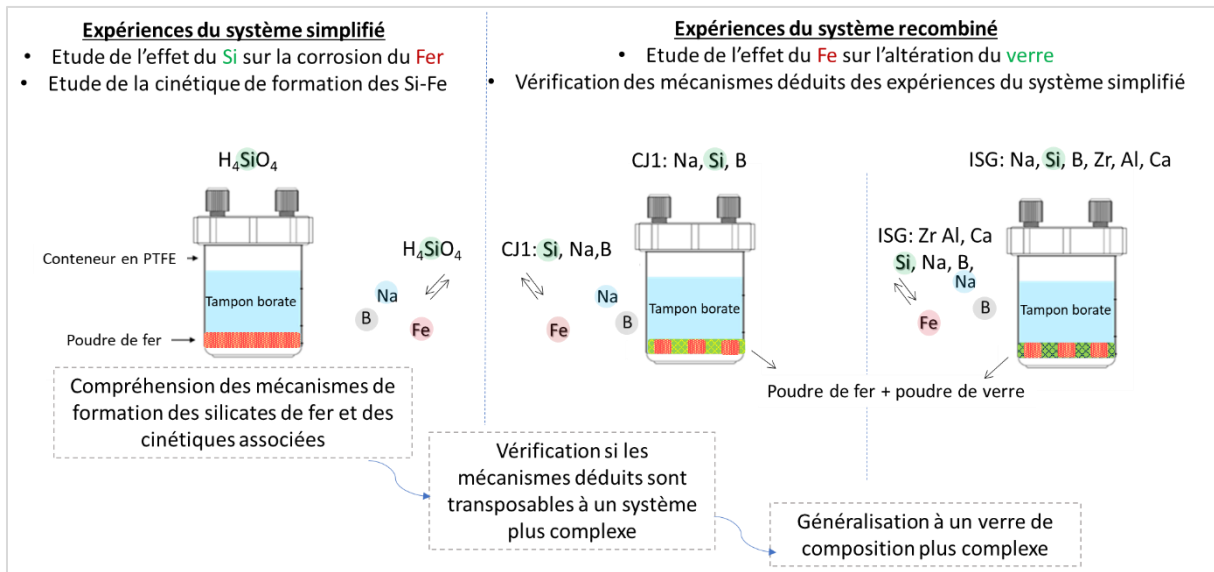 Expériences du système simplifié
• Etude de l'effet du Si sur la corrosion du Fer
• Etude de la cinétique de formation des Si-Fe
H₄SiO₄
Conteneur en PTFE
Tampon borate
Poudre de fer
H₄SiO₄
Na
B
Fe
Compréhension des mécanismes de
formation des silicates de fer et des
cinétiques associées
Expériences du système recombiné
• Etude de l'effet du Fe sur l'altération du verre
• Vérification des mécanismes déduits des expériences du système simplifié
CJ1: Na, Si, B
CJ1: Si, Na,B
Na
B
Fe
Tampon borate
ISG: Na, Si, B, Zr, Al, Ca
ISG: Zr Al, Ca
Si, Na, B,
Na
B
Fe
Tampon borate
Poudre de fer + poudre de verre
Vérification si les
mécanismes déduits sont
transposables à un système
plus complexe
Généralisation à un verre de
composition plus complexe